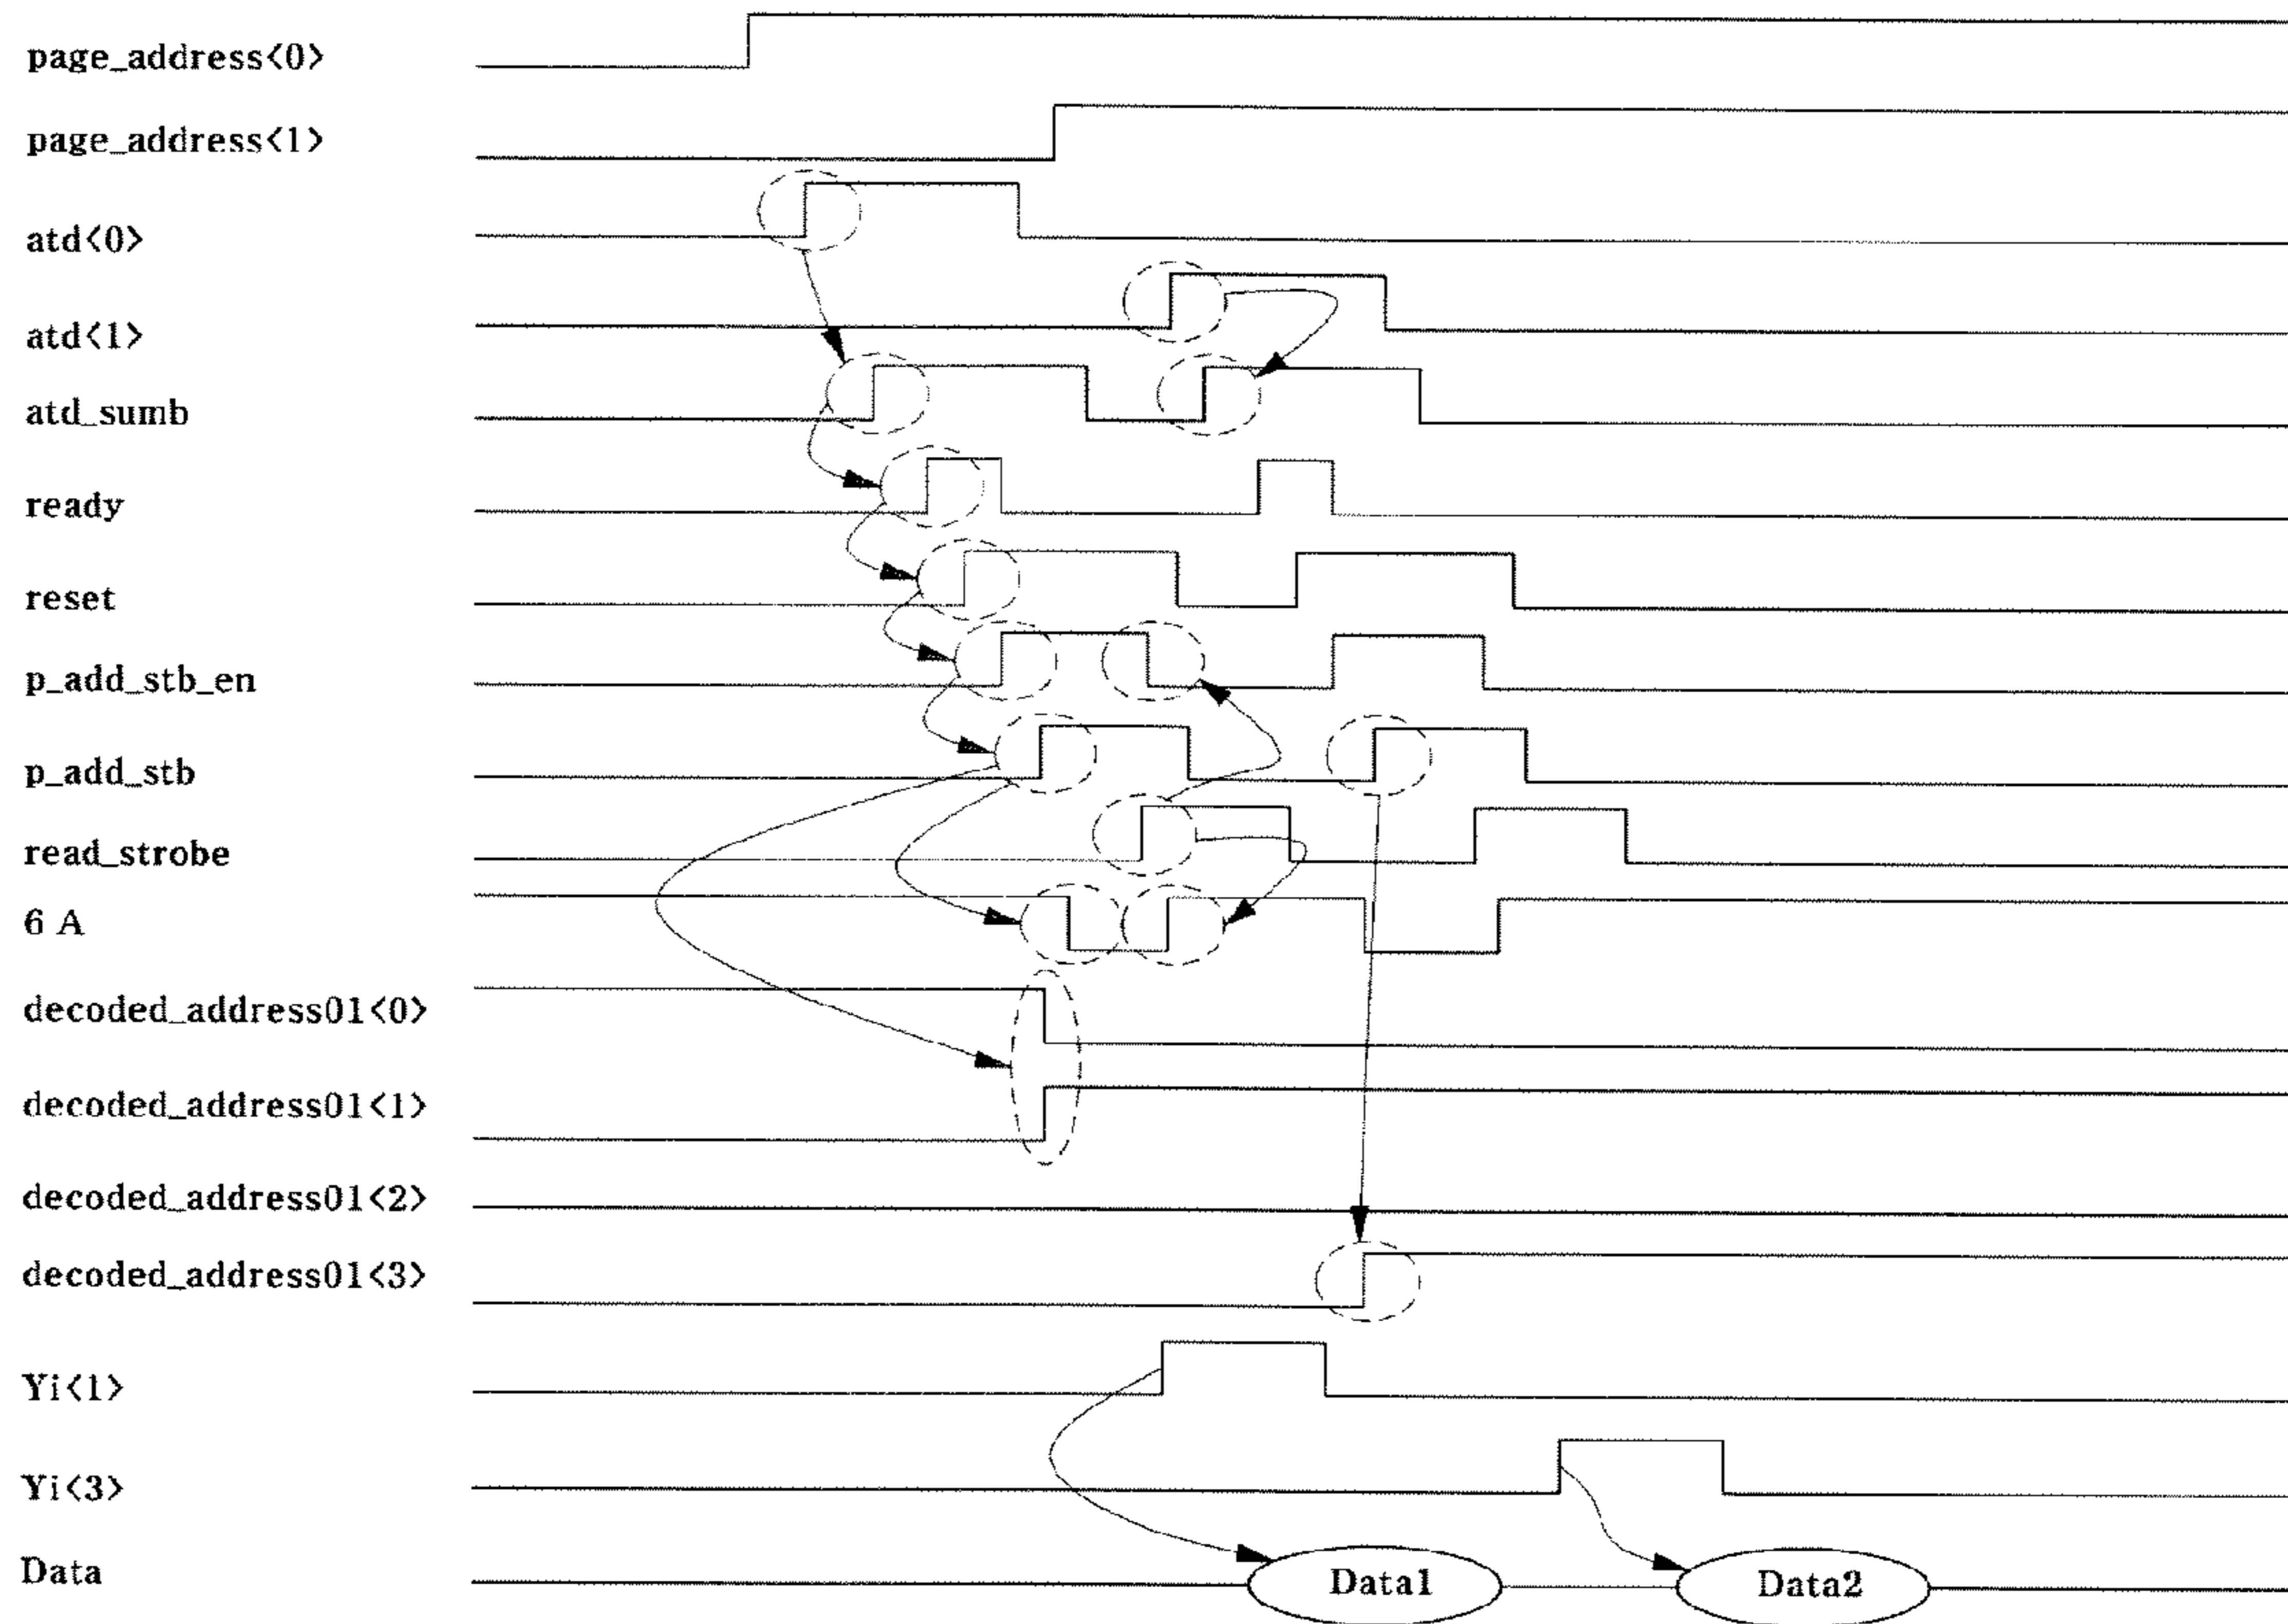 page_address<0>
page_address<1>
atd<0>
atd<1>
atd_sumb
ready
reset
p_add_stb_en
p_add_stb
read_strobe
6 A
decoded_address01<0>
decoded_address01<1>
decoded_address01<2>
decoded_address01<3>
Yi<1>
Yi<3>
Data
Data1
Data2